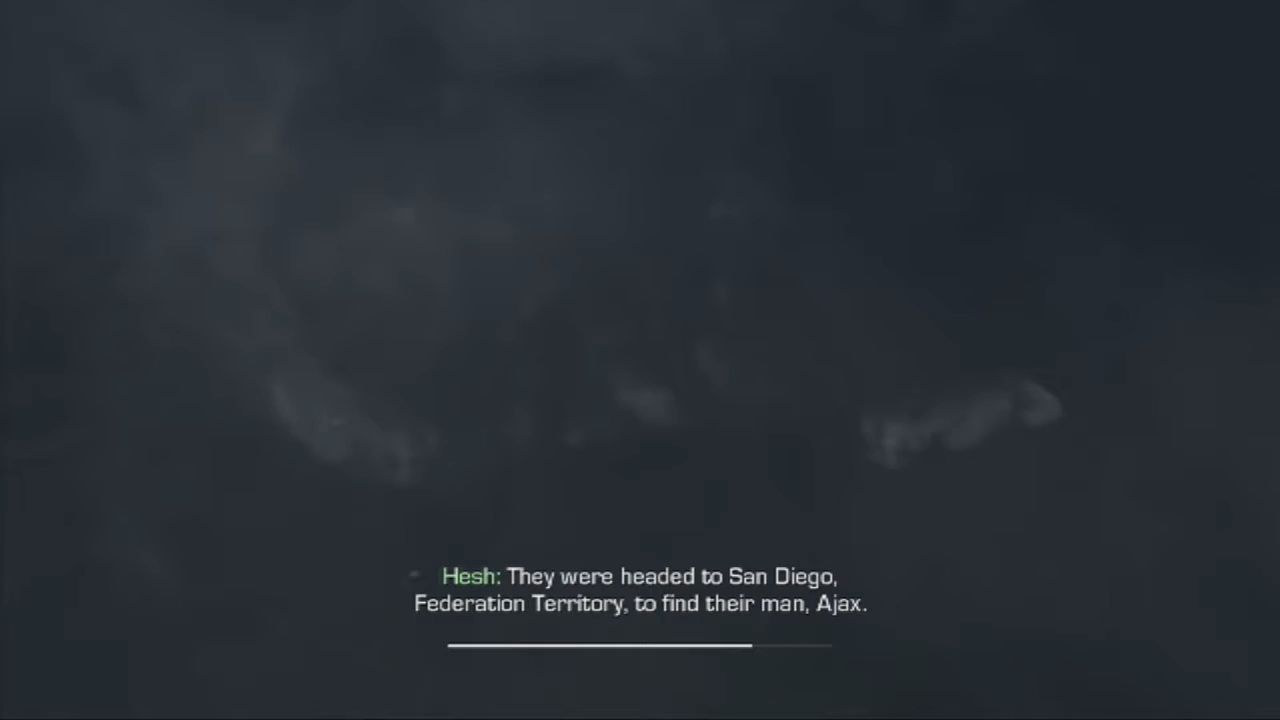 Hesh: They were headed to San Diego,
Federation Territory, to find their man, Ajax.